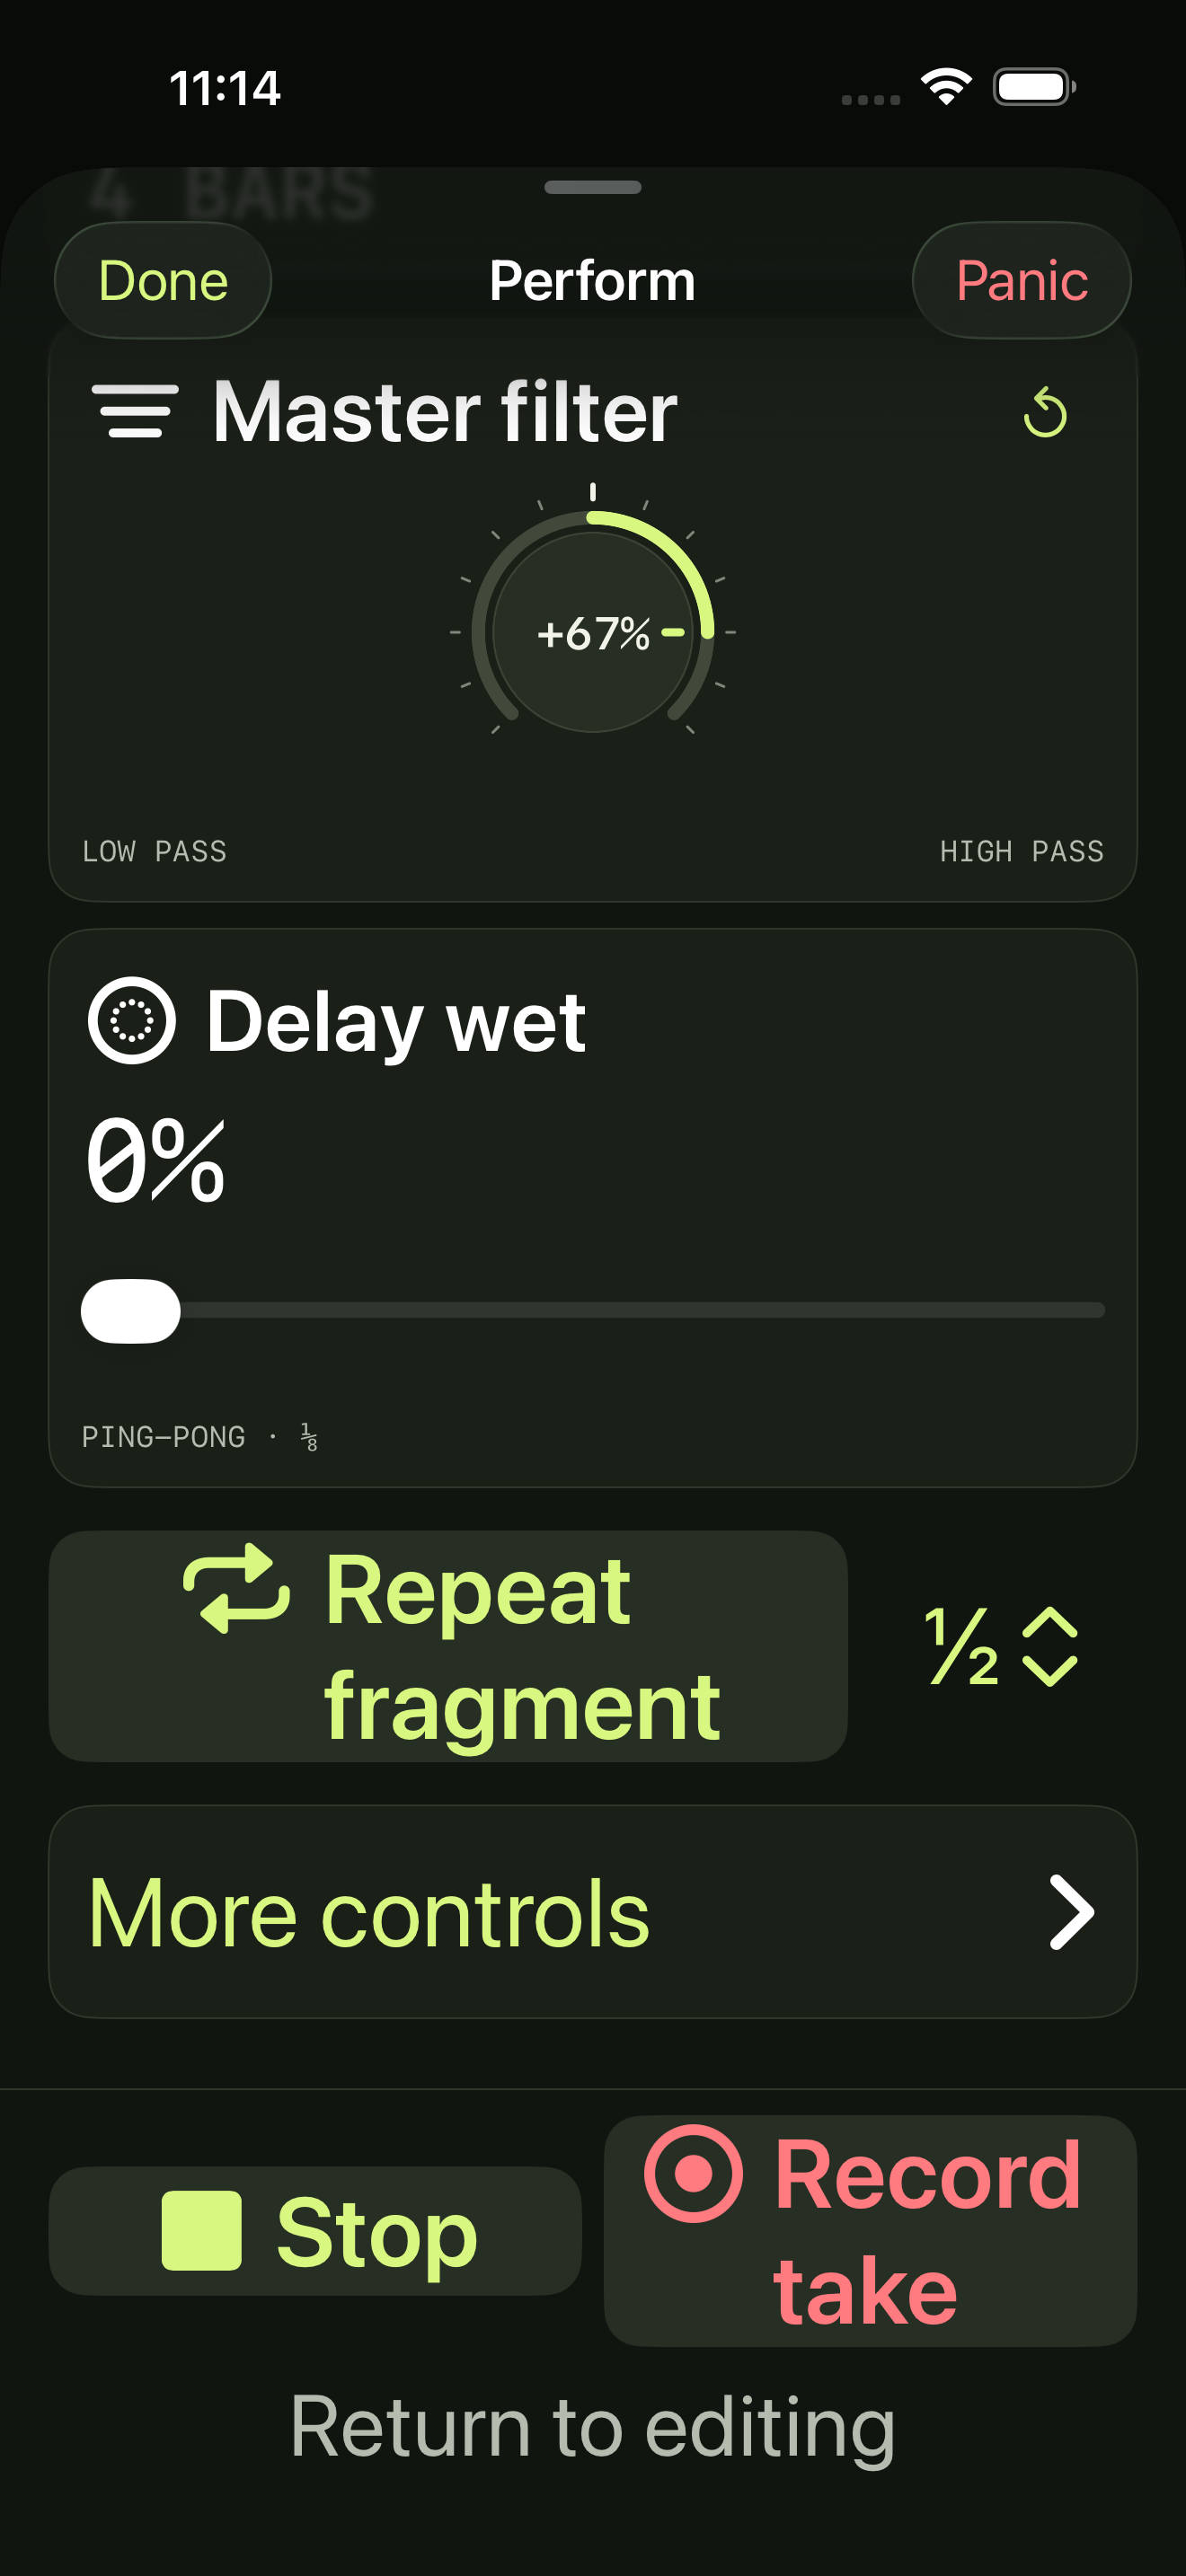 11:14
4 BARS
Done
Perform
Panic
Master filter
+67%
LOW PASS
HIGH PASS
Delay wet
0%
PING-PONG · ⅛
Repeat
fragment
½
More controls
Stop
Record
take
Return to editing